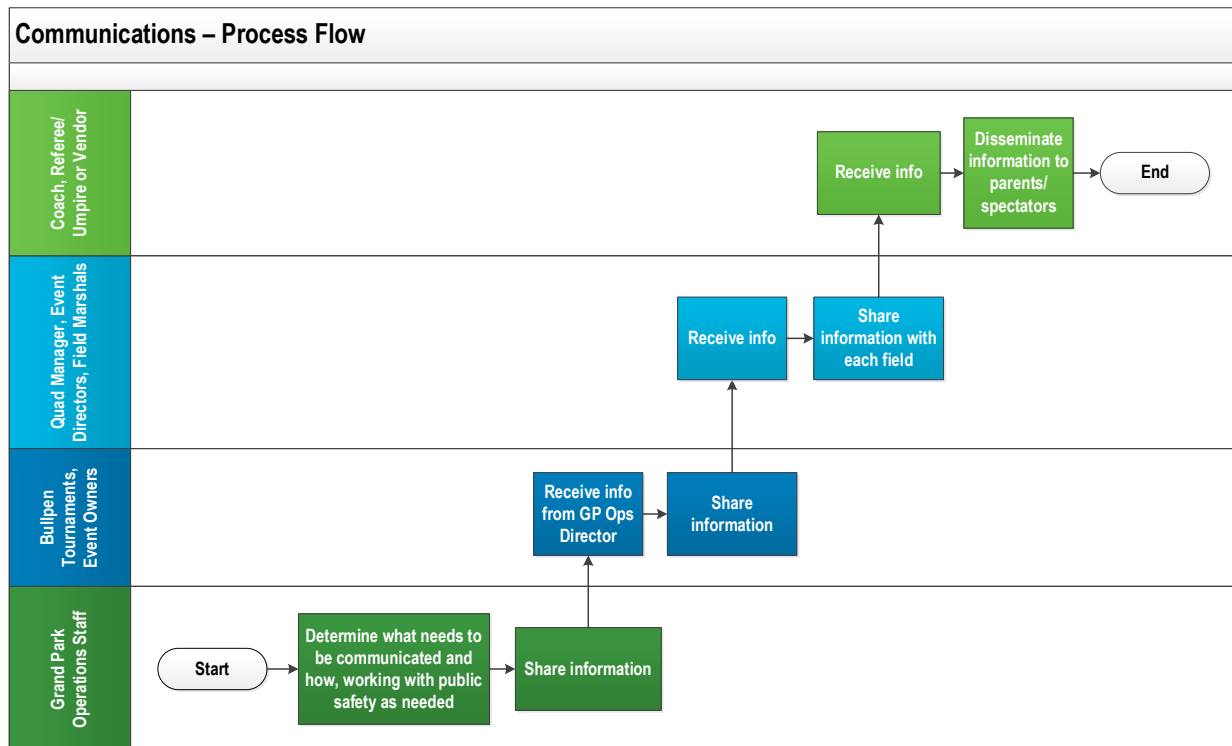 Communications – Process Flow
Coach, Referee/
Umpire or Vendor
Receive info
Disseminate
information to
parents/
spectators
End
Quad Manager, Event
Directors, Field Marshals
Receive info
Share
information with
each field
Bullpen
Tournaments,
Event Owners
Receive info
from GP Ops
Director
Share
information
Grand Park
Operations Staff
Start
Determine what needs to
be communicated and
how, working with public
safety as needed
Share information